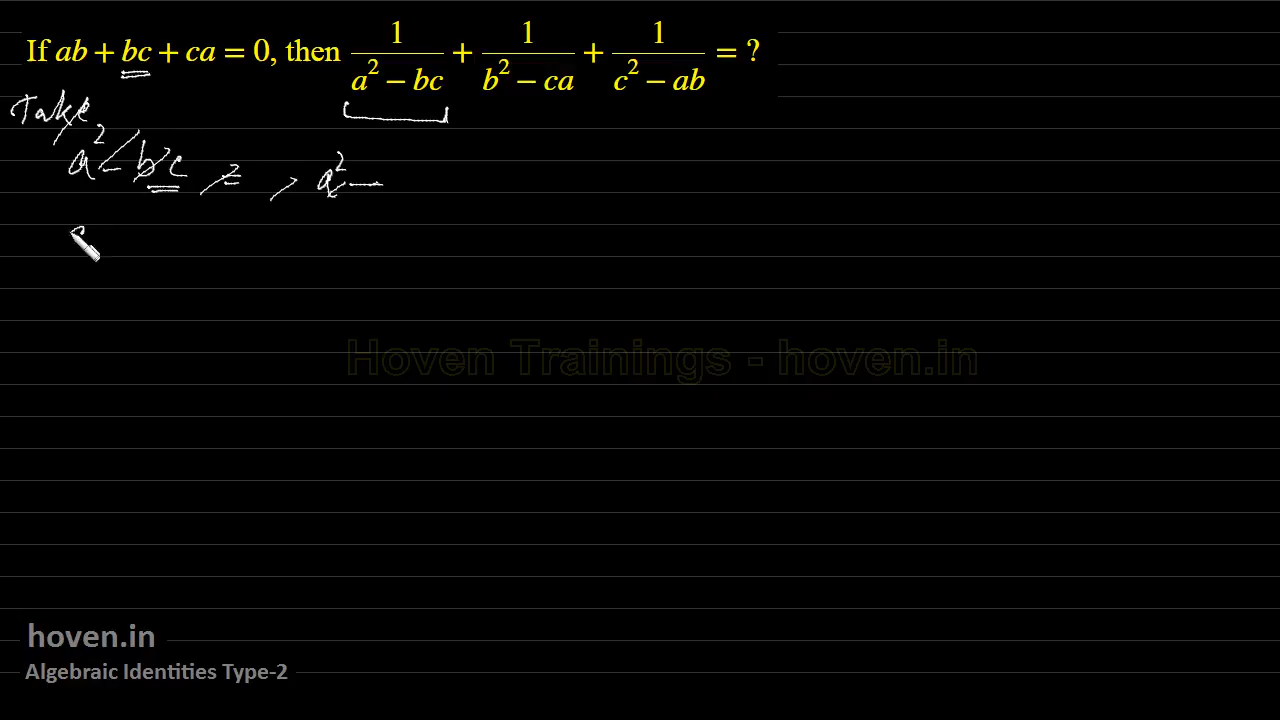 If ab + bc + ca = 0, then 1/(a² − bc) + 1/(b² − ca) + 1/(c² − ab) = ?
Take
a² − bc = , a² −
Hoven Trainings - hoven.in
hoven.in
Algebraic Identities Type-2